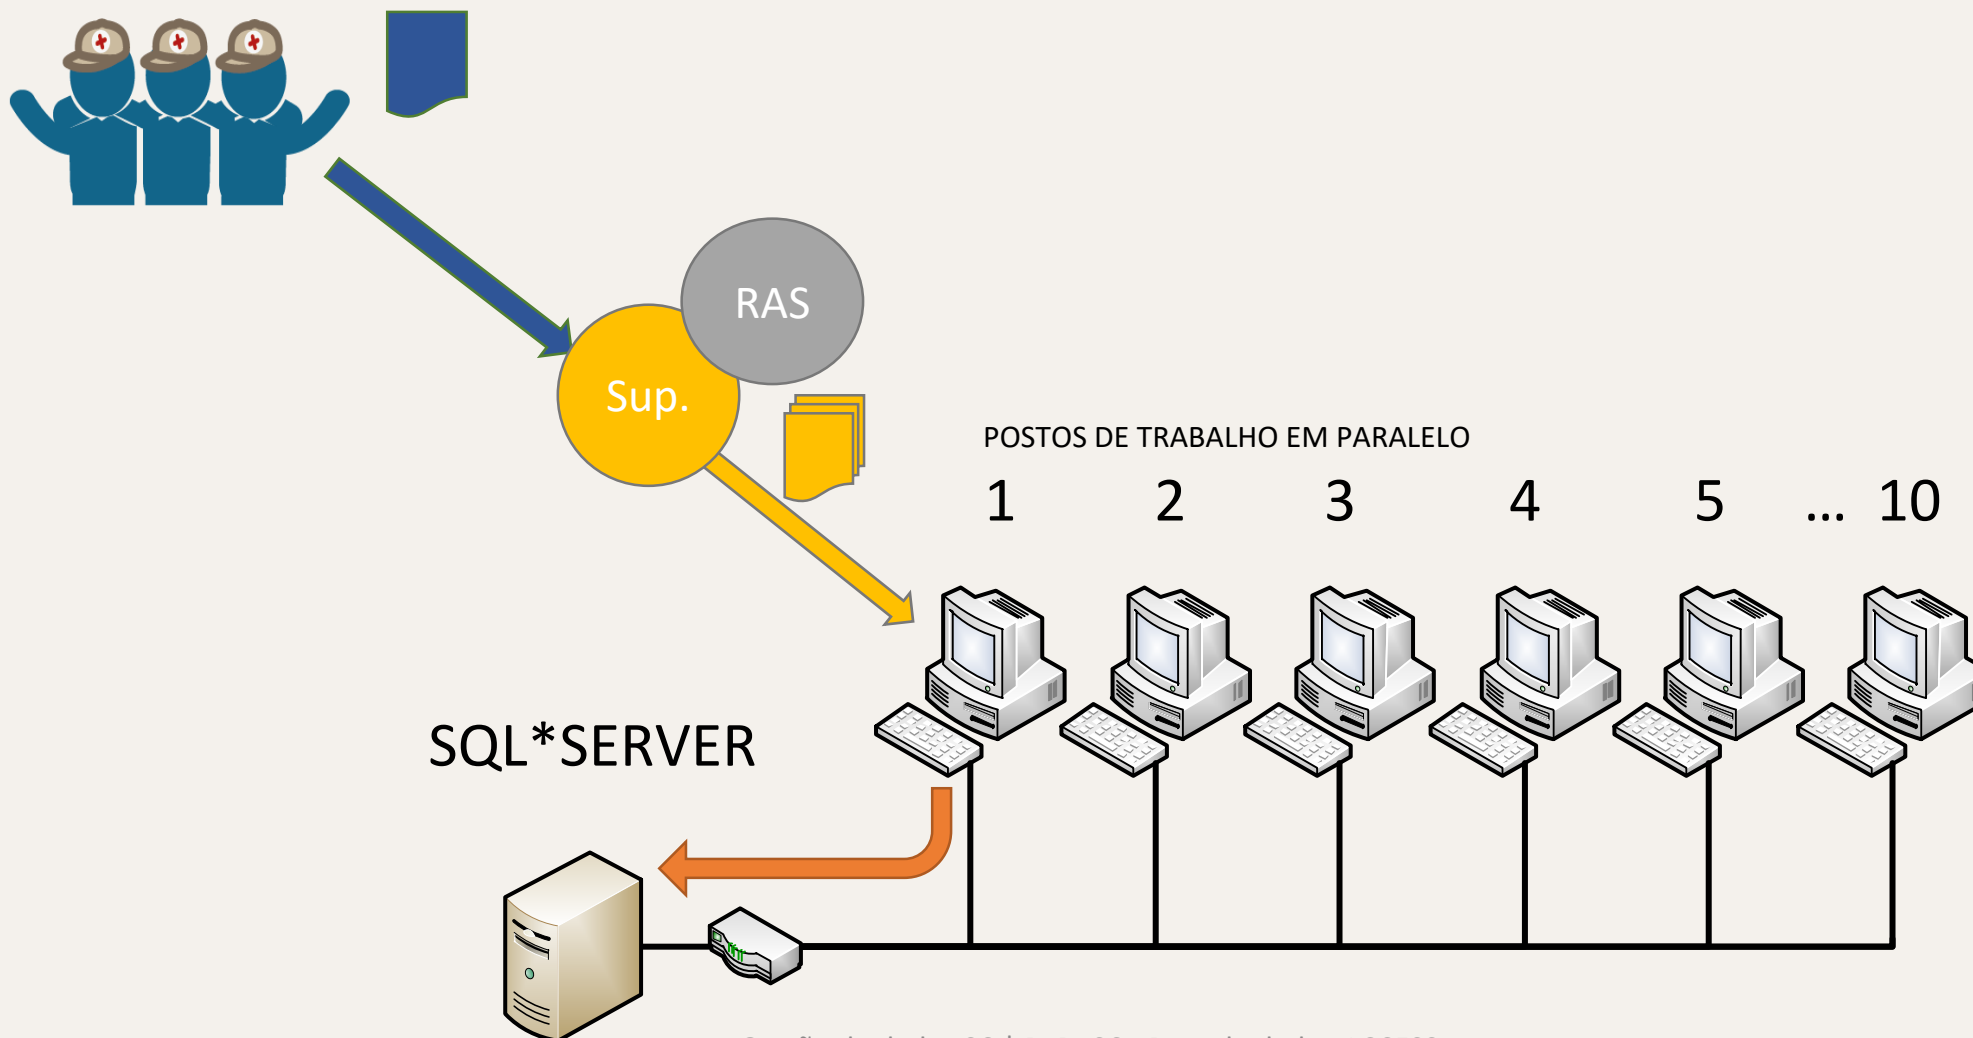 RAS
Sup.
POSTOS DE TRABALHO EM PARALELO
1 2 3 4 5 ... 10
SQL*SERVER